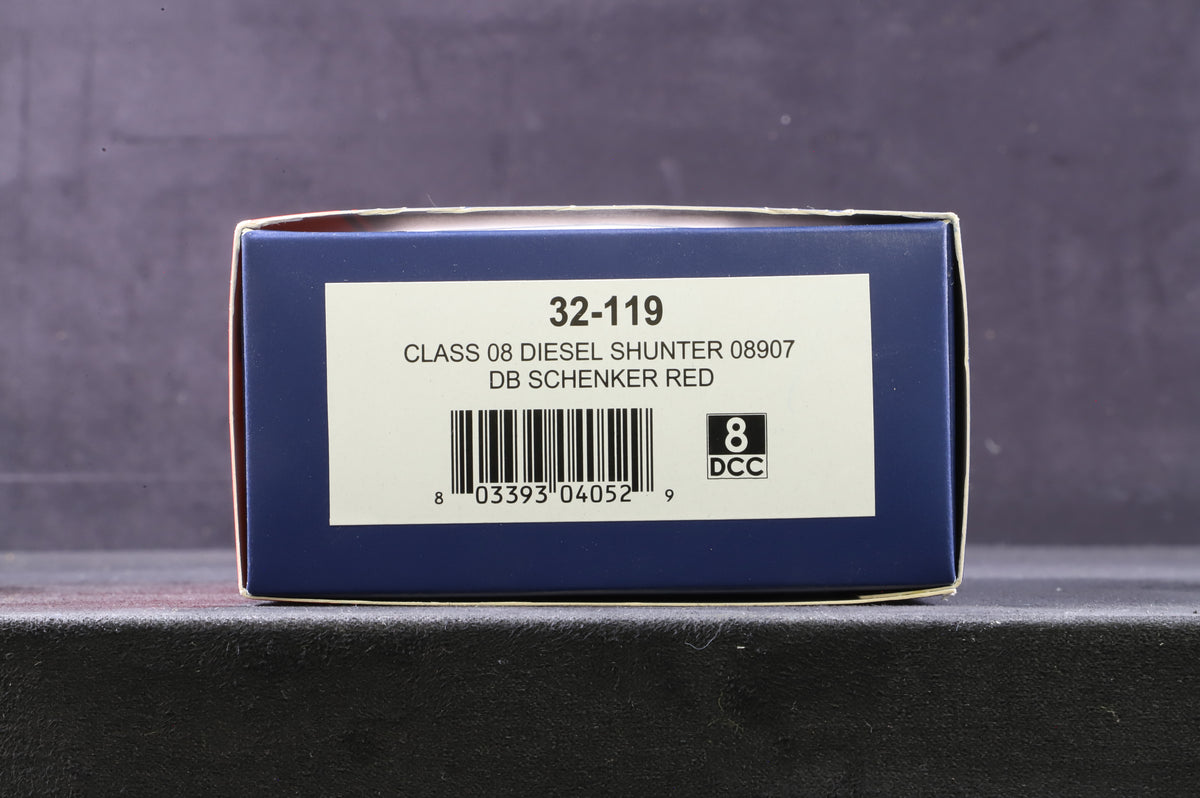 32-119
CLASS 08 DIESEL SHUNTER 08907
DB SCHENKER RED
8
DCC
8 03393 04052 9